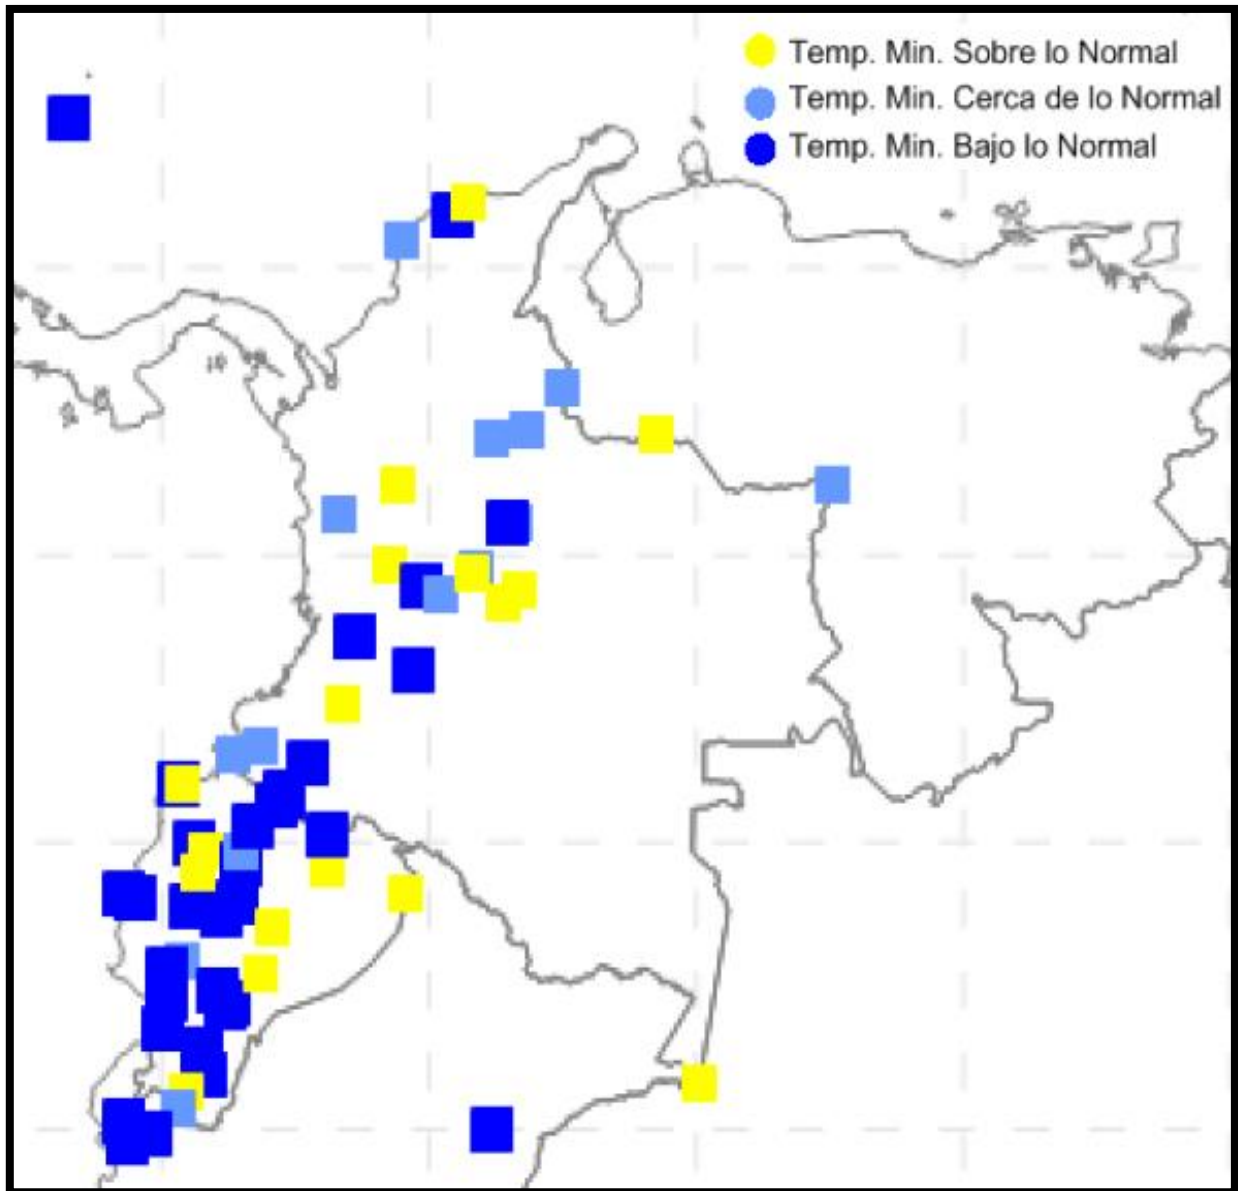 Temp. Min. Sobre lo Normal
Temp. Min. Cerca de lo Normal
Temp. Min. Bajo lo Normal